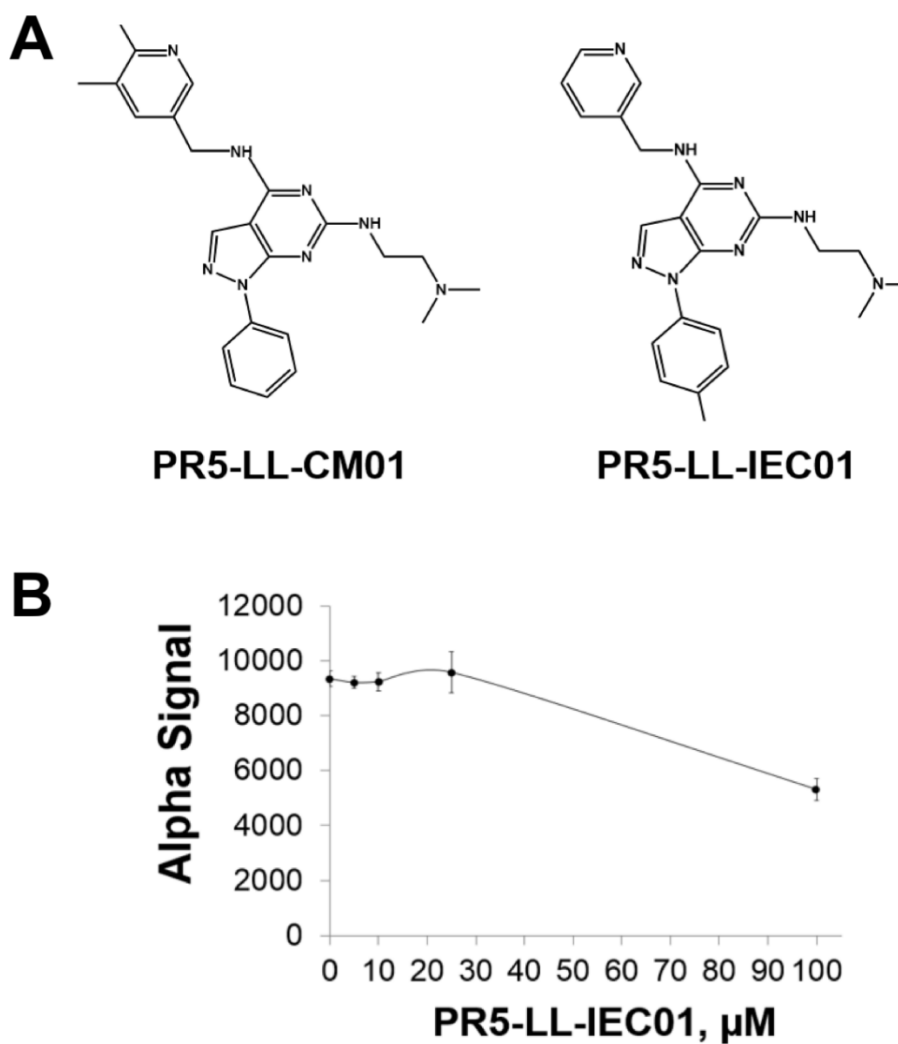 A
N
NH
N
N
NH
N
N
N
PR5-LL-CM01
N
NH
N
N
NH
N
N
N
PR5-LL-IEC01
B
Alpha Signal
12000
10000
8000
6000
4000
2000
0
0 10 20 30 40 50 60 70 80 90 100
PR5-LL-IEC01, µM